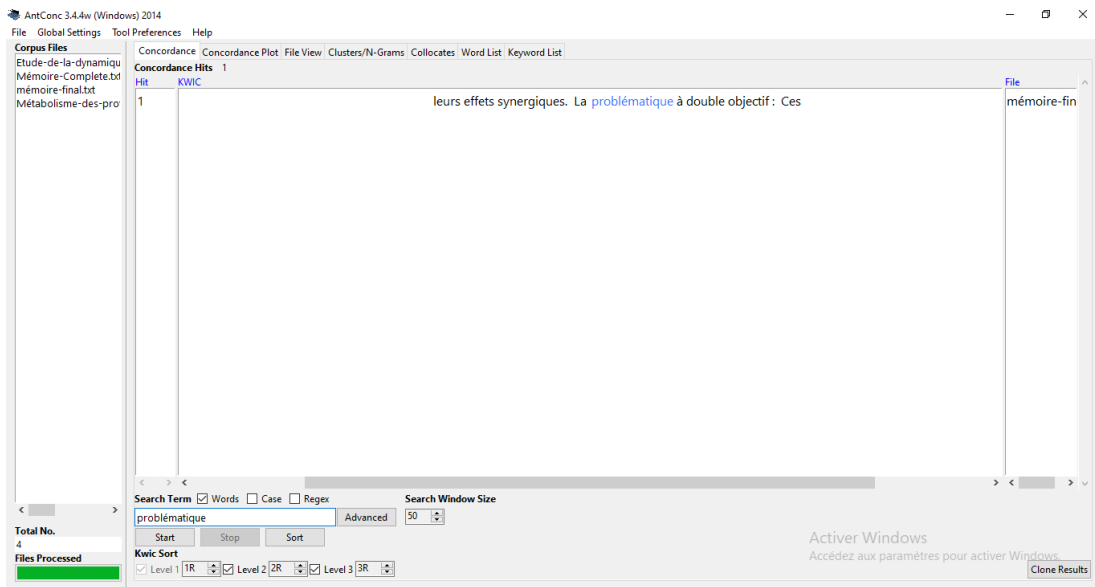 AntConc 3.4.4w (Windows) 2014
File Global Settings Tool Preferences Help
Corpus Files
Etude-de-la-dynamiqu
Mémoire-Complete.txt
mémoire-final.txt
Métabolisme-des-pro
Concordance Concordance Plot File View Clusters/N-Grams Collocates Word List Keyword List
Concordance Hits 1
Hit KWIC File
1 leurs effets synergiques. La problématique à double objectif : Ces mémoire-fin
Search Term Words Case Regex Search Window Size
problématique Advanced 50
Start Stop Sort
Kwic Sort
Level 1 1R Level 2 2R Level 3 3R
Total No.
4
Files Processed
Activer Windows
Accédez aux paramètres pour activer Windows.
Clone Results